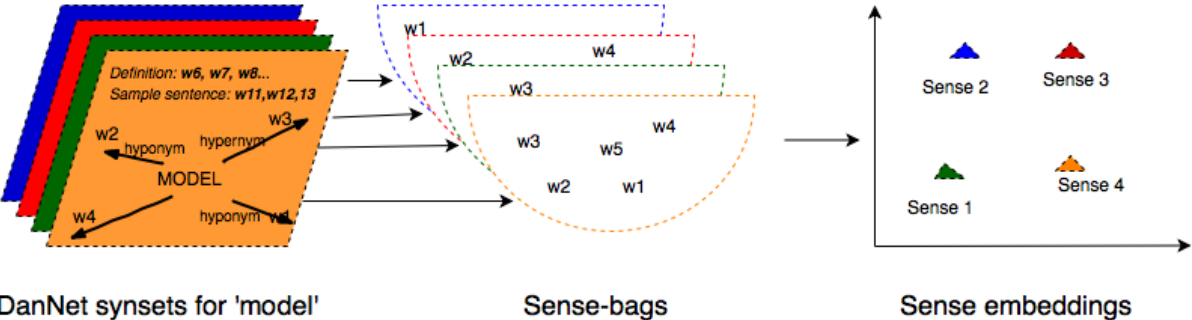 Definition: w6, w7, w8...
Sample sentence: w11,w12,13
w3
w2
hyponym
hypernym
MODEL
w4
hyponym
w1
w1
w2
w4
w3
w3
w4
w5
w2
w1
Sense 2
Sense 3
Sense 1
Sense 4
DanNet synsets for 'model'
Sense-bags
Sense embeddings